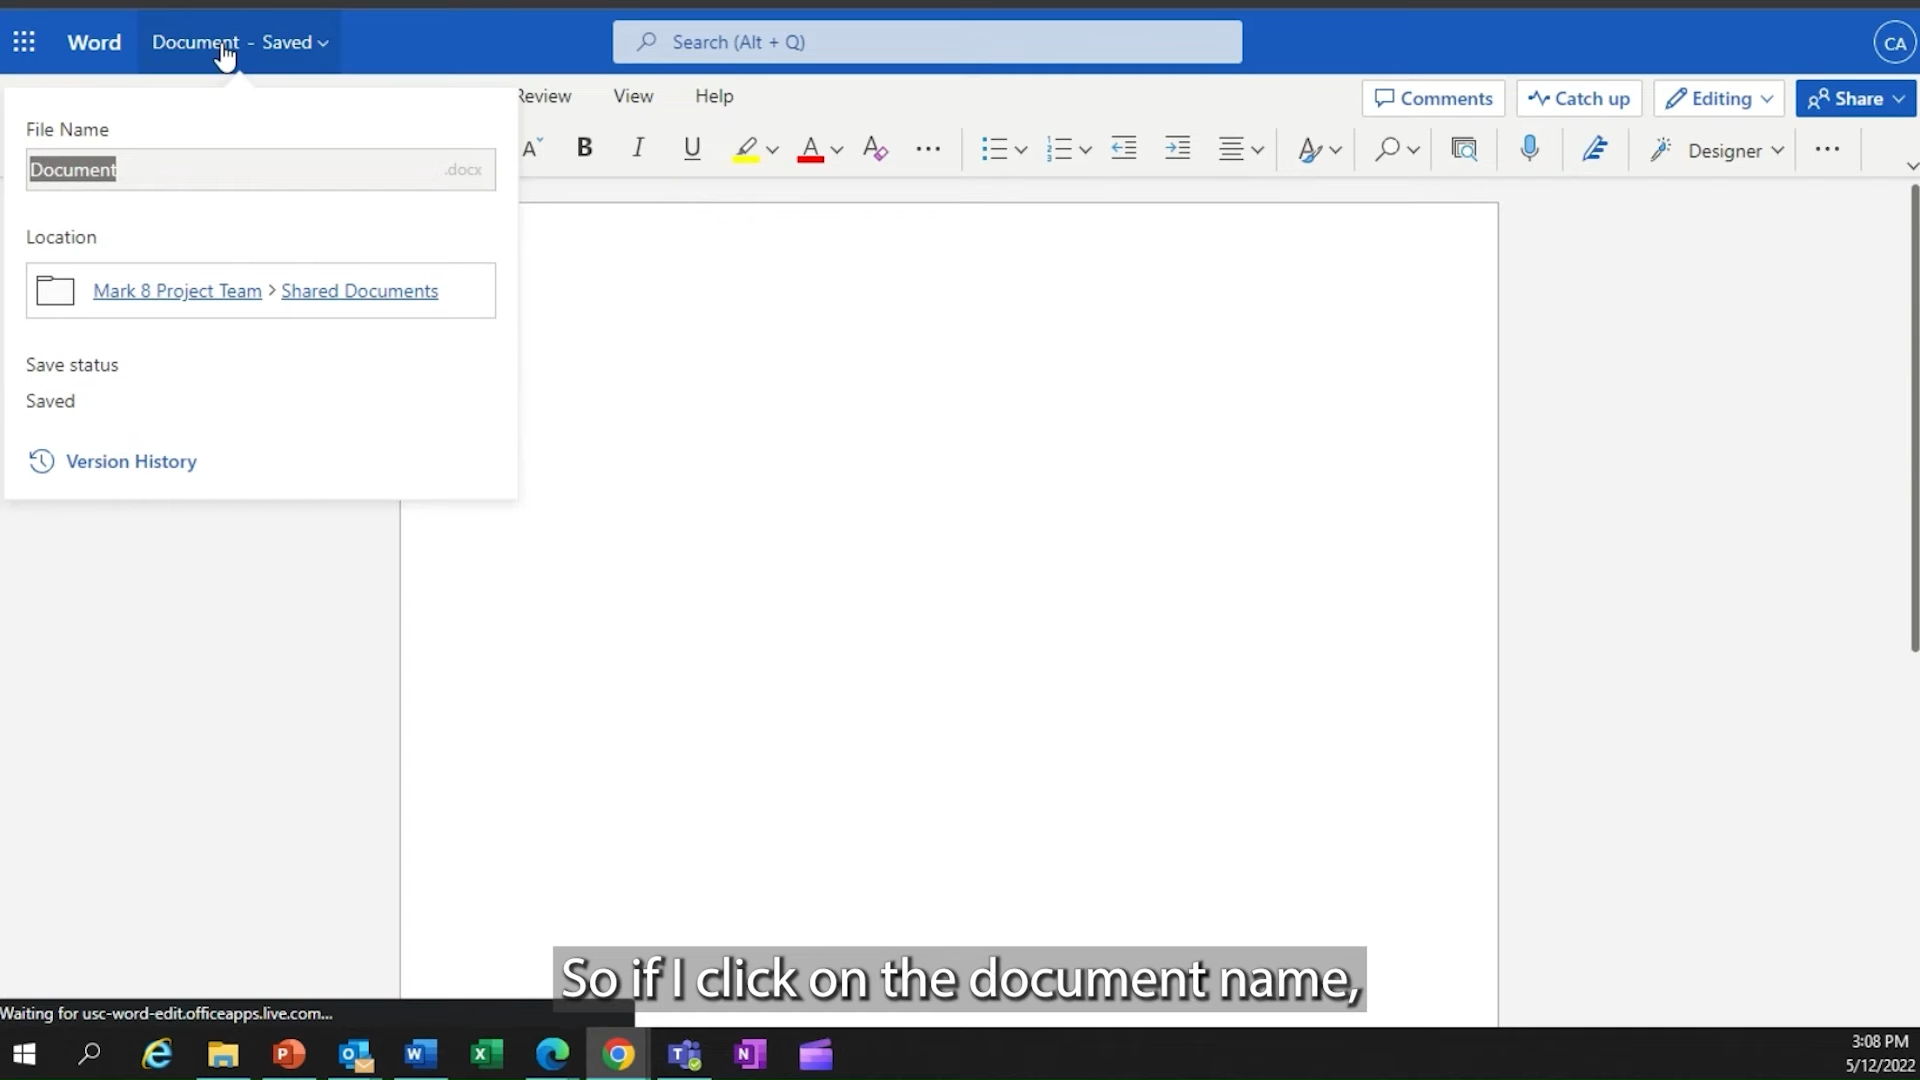 Word Document - Saved Search (Alt + Q) CA
Review View Help Comments Catch up Editing Share
File Name
Document .docx
B I U A A Designer
Location
Mark 8 Project Team > Shared Documents
Save status
Saved
Version History
So if I click on the document name,
Waiting for usc-word-edit.officeapps.live.com...
3:08 PM
5/12/2022